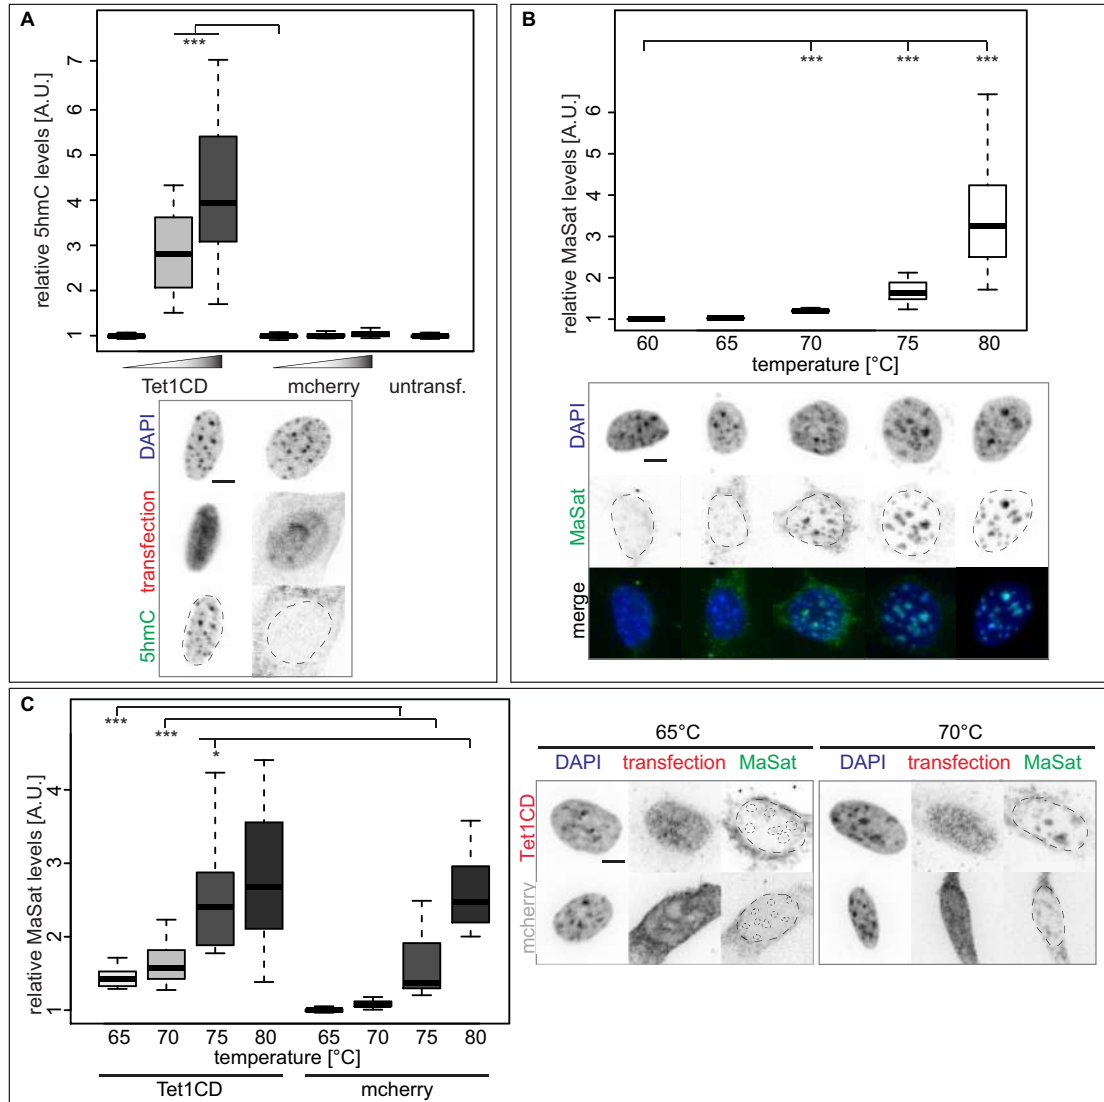 A
***
relative 5hmC levels [A.U.]
7
6
5
4
3
2
1
Tet1CD mcherry untransf.
DAPI
transfection
5hmC
B
*** *** ***
relative MaSat levels [A.U.]
6
5
4
3
2
1
60 65 70 75 80
temperature [°C]
DAPI
MaSat
merge
C
***
***
*
relative MaSat levels [A.U.]
4
3
2
1
65 70 75 80 65 70 75 80
temperature [°C]
Tet1CD mcherry
65°C 70°C
DAPI transfection MaSat DAPI transfection MaSat
Tet1CD
mcherry